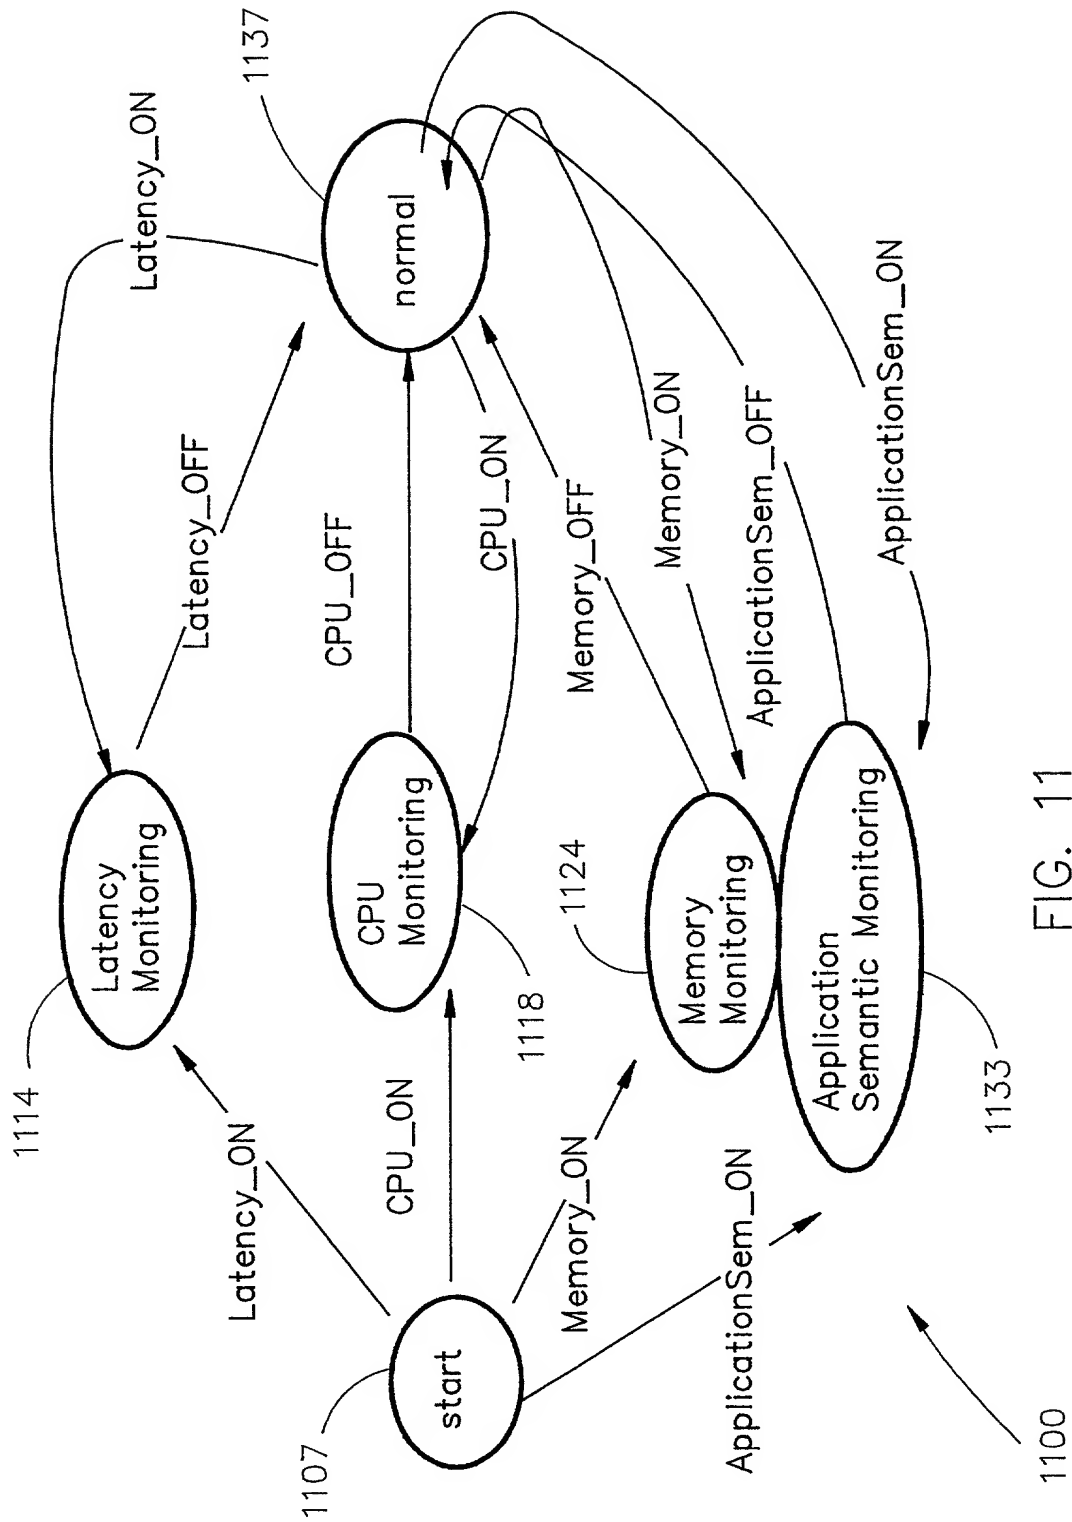 1107
start
Latency_ON
CPU_ON
Memory_ON
ApplicationSem_ON
1114
Latency
Monitoring
CPU
Monitoring
1118
1124
Memory
Monitoring
Application
Semantic Monitoring
1133
Latency_OFF
Latency_ON
CPU_OFF
CPU_ON
Memory_OFF
Memory_ON
ApplicationSem_OFF
ApplicationSem_ON
1137
normal
1100
FIG. 11